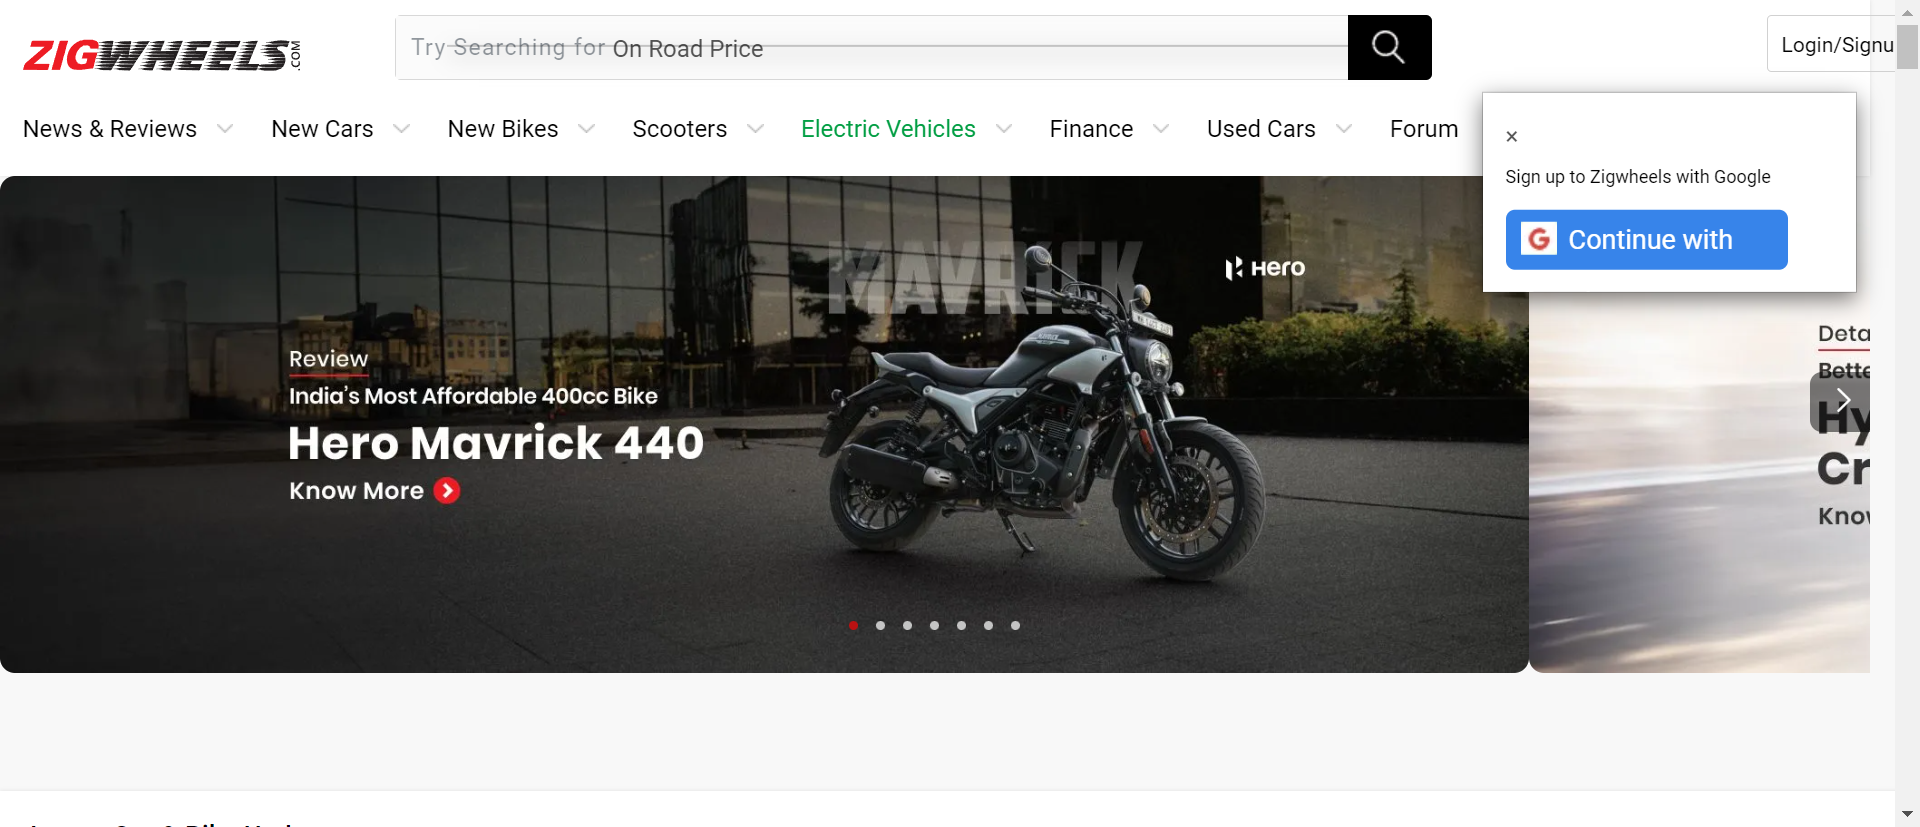 ZIGWHEELS.COM
Try Searching for On Road Price
Login/Signu
News & Reviews
New Cars
New Bikes
Scooters
Electric Vehicles
Finance
Used Cars
Forum
×
Sign up to Zigwheels with Google
G Continue with
MAVRICK
Hero
Review
India's Most Affordable 400cc Bike
Hero Mavrick 440
Know More
Deta
Bette
Hy
Cr
Know